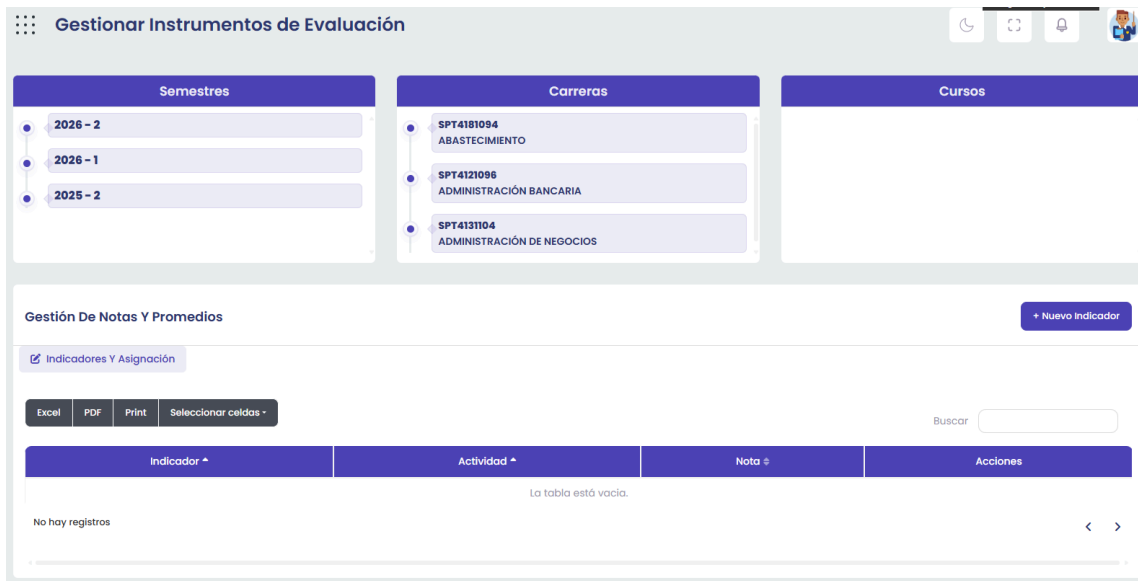 Gestionar Instrumentos de Evaluación
Semestres
2026 - 2
2026 - 1
2025 - 2
Carreras
SPT4181094
ABASTECIMIENTO
SPT4121096
ADMINISTRACIÓN BANCARIA
SPT4131104
ADMINISTRACIÓN DE NEGOCIOS
Cursos
Gestión De Notas Y Promedios
+ Nuevo Indicador
Indicadores Y Asignación
Excel PDF Print Seleccionar celdas
Buscar
Indicador Actividad Nota Acciones
La tabla está vacia.
No hay registros